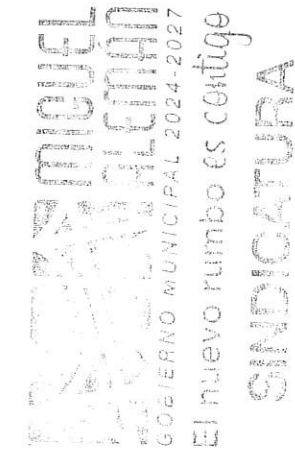 MIGUEL
ALEMÁN
GOBIERNO MUNICIPAL 2024-2027
El nuevo rumbo es contigo
SINDICATURA